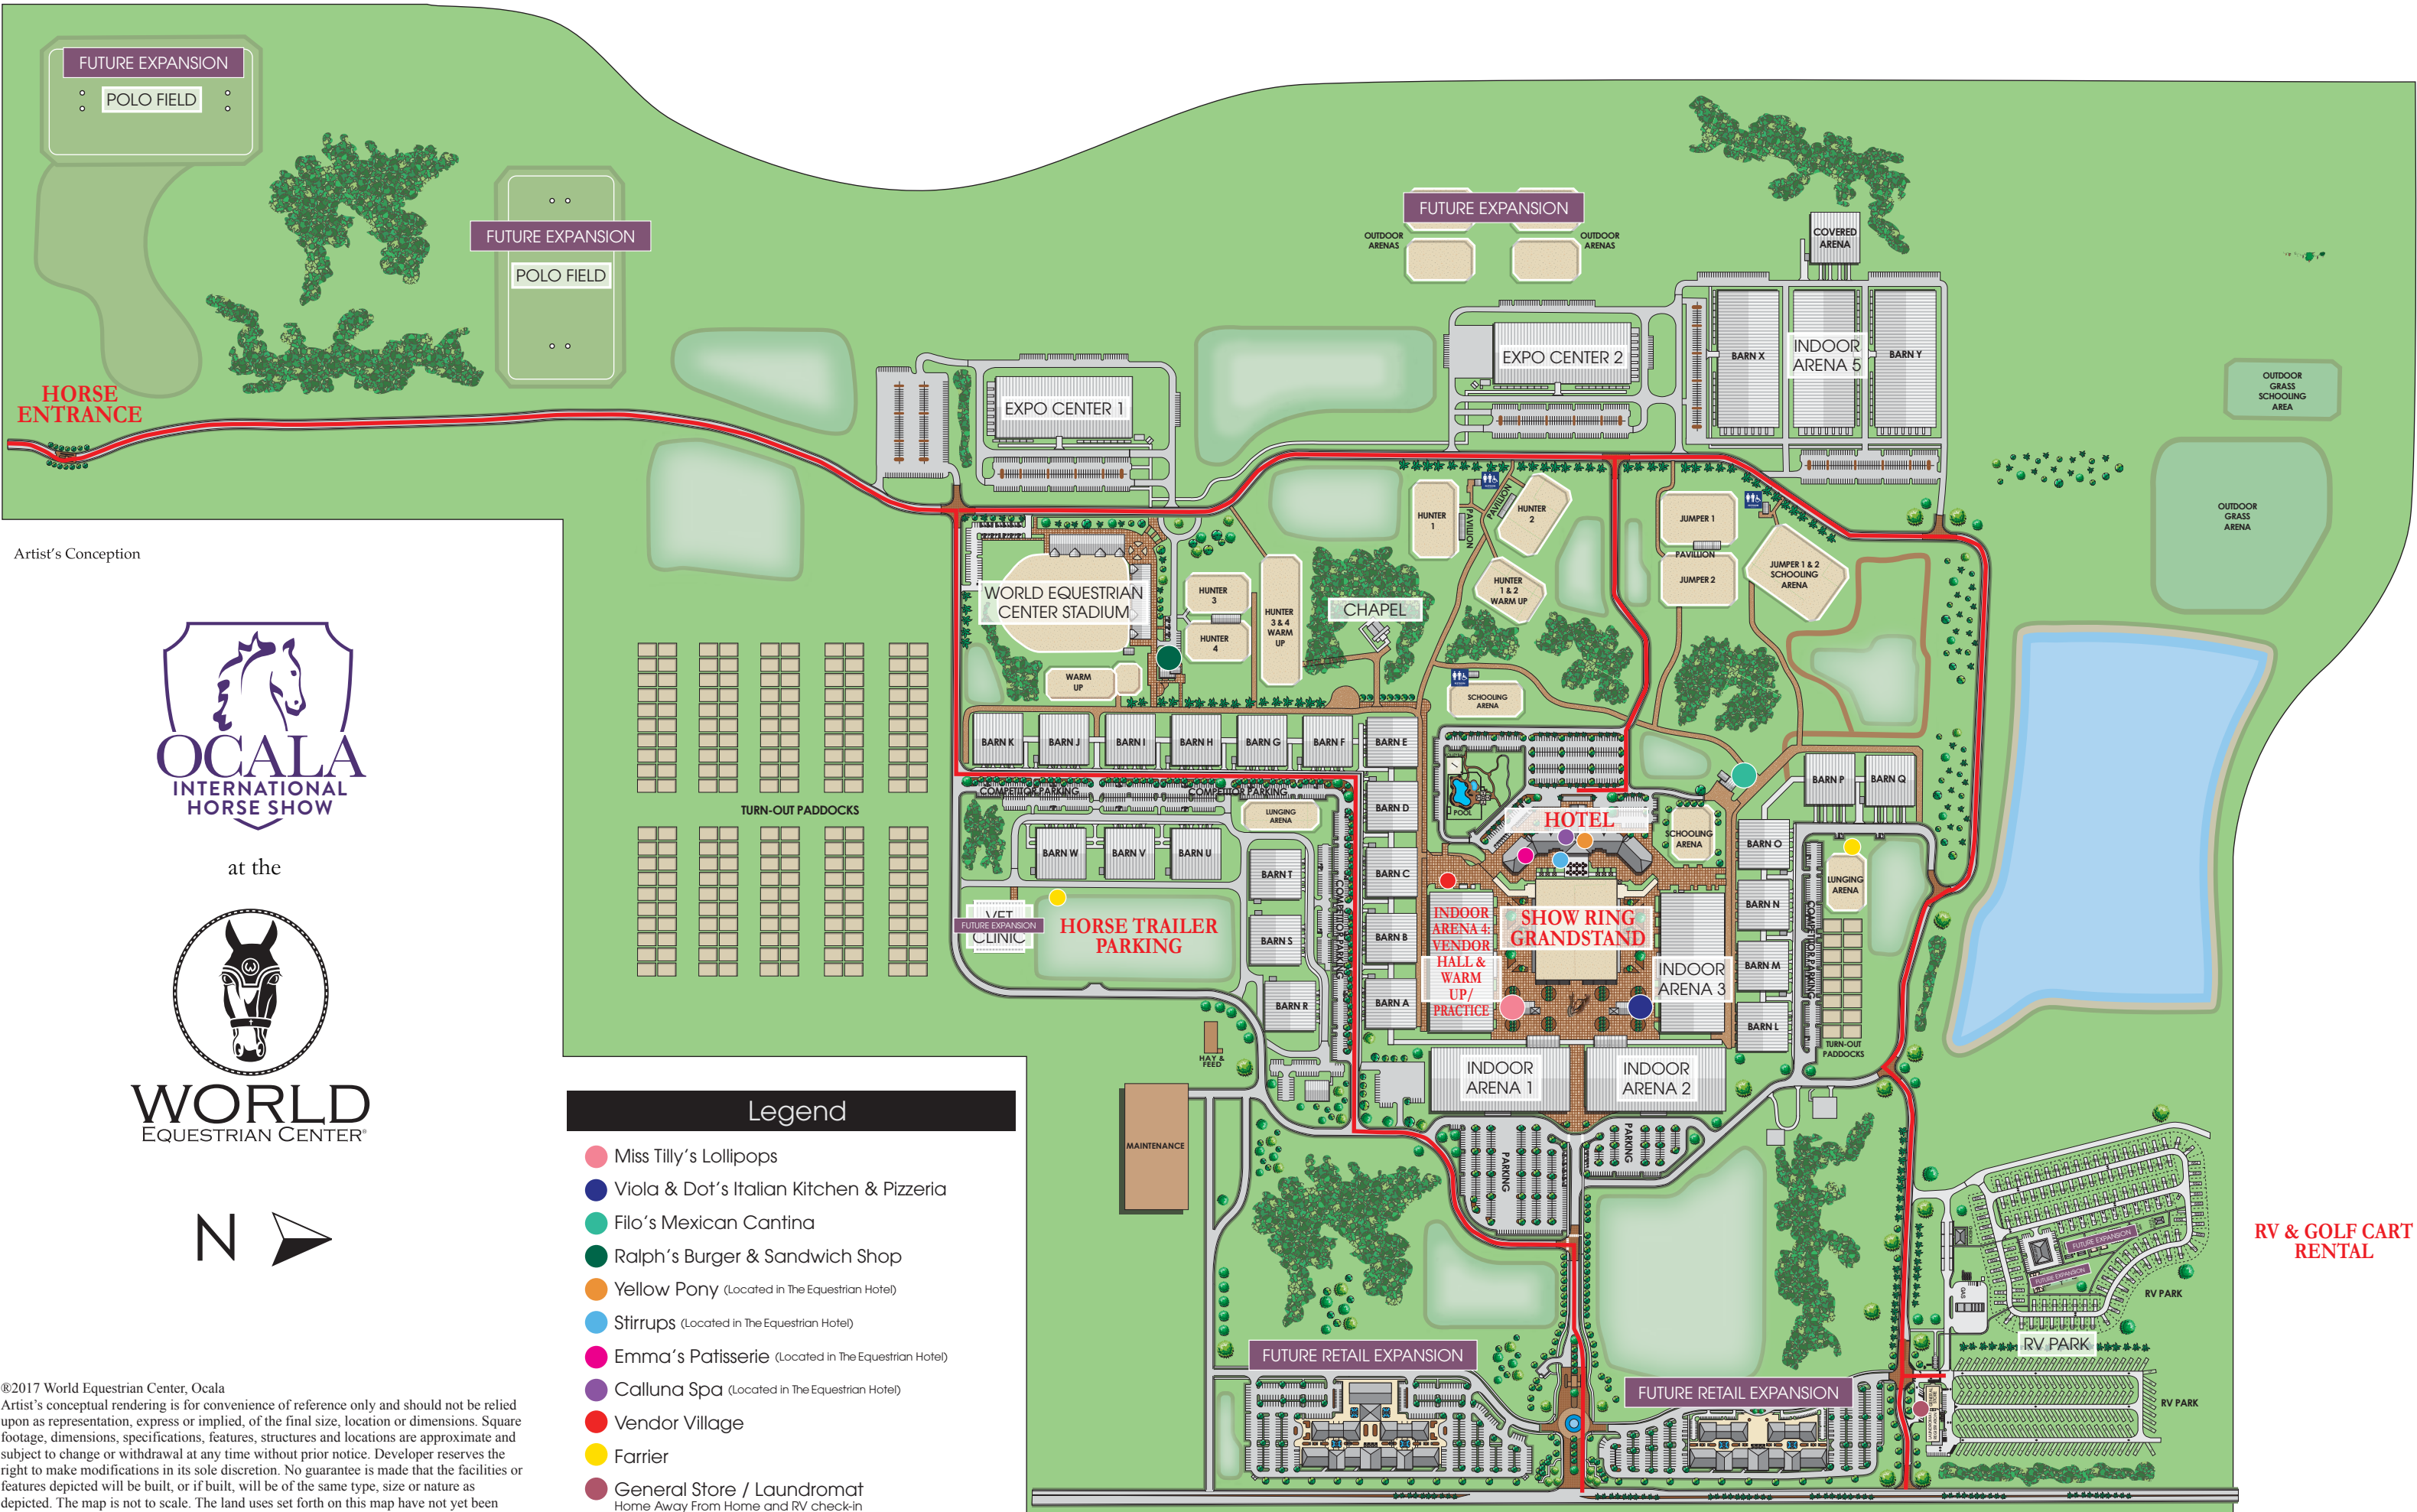 FUTURE EXPANSION
POLO FIELD
FUTURE EXPANSION
POLO FIELD
HORSE
ENTRANCE
FUTURE EXPANSION
OUTDOOR
ARENAS
OUTDOOR
ARENAS
COVERED
ARENA
EXPO CENTER 1
EXPO CENTER 2
BARN X
INDOOR
ARENA 5
BARN Y
OUTDOOR
GRASS
SCHOOLING
AREA
OUTDOOR
GRASS
ARENA
Artist's Conception
OCALA
INTERNATIONAL
HORSE SHOW
at the
WORLD
EQUESTRIAN CENTER®
N
WORLD EQUESTRIAN
CENTER STADIUM
WARM
UP
HUNTER
3
HUNTER
4
HUNTER
3 & 4
WARM
UP
CHAPEL
HUNTER
1
PAVILLION
PAVILLION
HUNTER
2
HUNTER
1 & 2
WARM UP
JUMPER 1
PAVILLION
JUMPER 2
JUMPER 1 & 2
SCHOOLING
ARENA
SCHOOLING
ARENA
TURN-OUT PADDOCKS
BARN K
BARN J
BARN I
BARN H
BARN G
BARN F
BARN E
COMPETITOR PARKING
COMPETITOR PARKING
LUNGING
ARENA
BARN D
POOL
HOTEL
SCHOOLING
ARENA
BARN P
BARN Q
BARN O
LUNGING
ARENA
BARN W
BARN V
BARN U
BARN T
BARN C
BARN N
VET
FUTURE EXPANSION
CLINIC
HORSE TRAILER
PARKING
BARN S
COMPETITOR PARKING
BARN B
INDOOR
ARENA 4:
VENDOR
HALL &
WARM
UP/
PRACTICE
SHOW RING
GRANDSTAND
INDOOR
ARENA 3
BARN M
COMPETITOR PARKING
BARN R
BARN A
BARN L
TURN-OUT
PADDOCKS
HAY &
FEED
INDOOR
ARENA 1
INDOOR
ARENA 2
MAINTENANCE
PARKING
PARKING
FUTURE EXPANSION
FUTURE EXPANSION
RV PARK
GAS
RV PARK
RV PARK
RV & GOLF CART
RENTAL
FUTURE RETAIL EXPANSION
FUTURE RETAIL EXPANSION
Legend
Miss Tilly's Lollipops
Viola & Dot's Italian Kitchen & Pizzeria
Filo's Mexican Cantina
Ralph's Burger & Sandwich Shop
Yellow Pony (Located in The Equestrian Hotel)
Stirrups (Located in The Equestrian Hotel)
Emma's Patisserie (Located in The Equestrian Hotel)
Calluna Spa (Located in The Equestrian Hotel)
Vendor Village
Farrier
General Store / Laundromat
Home Away From Home and RV check-in
®2017 World Equestrian Center, Ocala
Artist's conceptual rendering is for convenience of reference only and should not be relied
upon as representation, express or implied, of the final size, location or dimensions. Square
footage, dimensions, specifications, features, structures and locations are approximate and
subject to change or withdrawal at any time without prior notice. Developer reserves the
right to make modifications in its sole discretion. No guarantee is made that the facilities or
features depicted will be built, or if built, will be of the same type, size or nature as
depicted. The map is not to scale. The land uses set forth on this map have not yet been